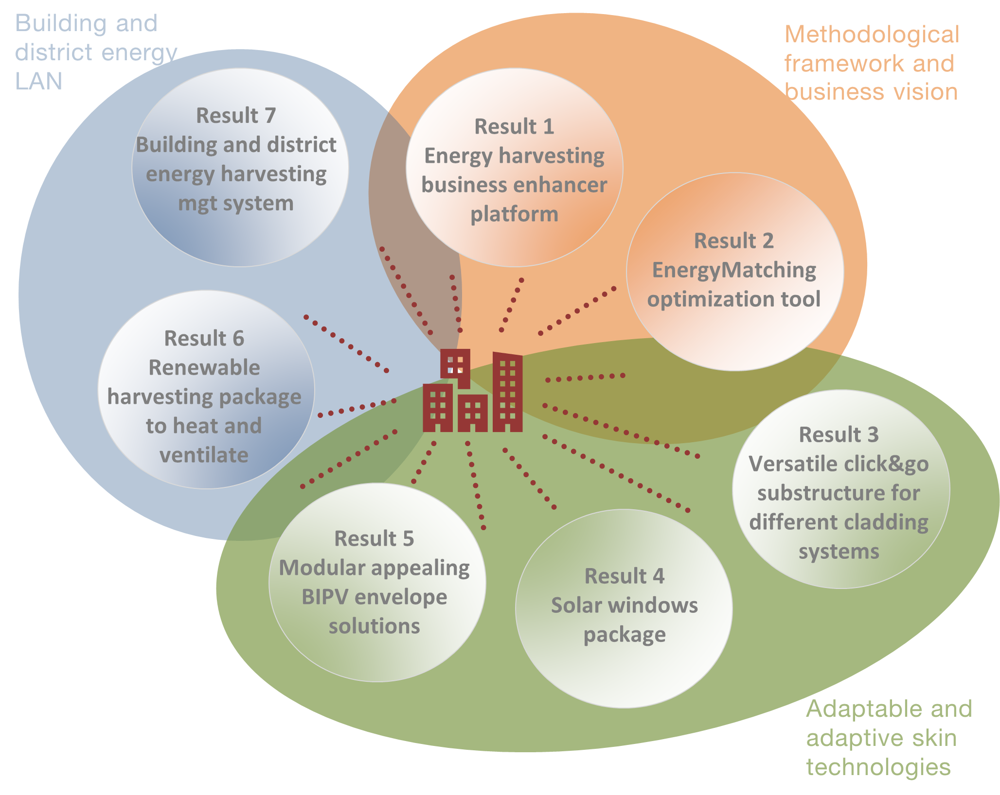 Building and
district energy
LAN
Methodological
framework and
business vision
Result 7
Building and district
energy harvesting
mgt system
Result 1
Energy harvesting
business enhancer
platform
Result 2
EnergyMatching
optimization tool
Result 6
Renewable
harvesting package
to heat and
ventilate
Result 3
Versatile click&go
substructure for
different cladding
systems
Result 5
Modular appealing
BIPV envelope
solutions
Result 4
Solar windows
package
Adaptable and
adaptive skin
technologies